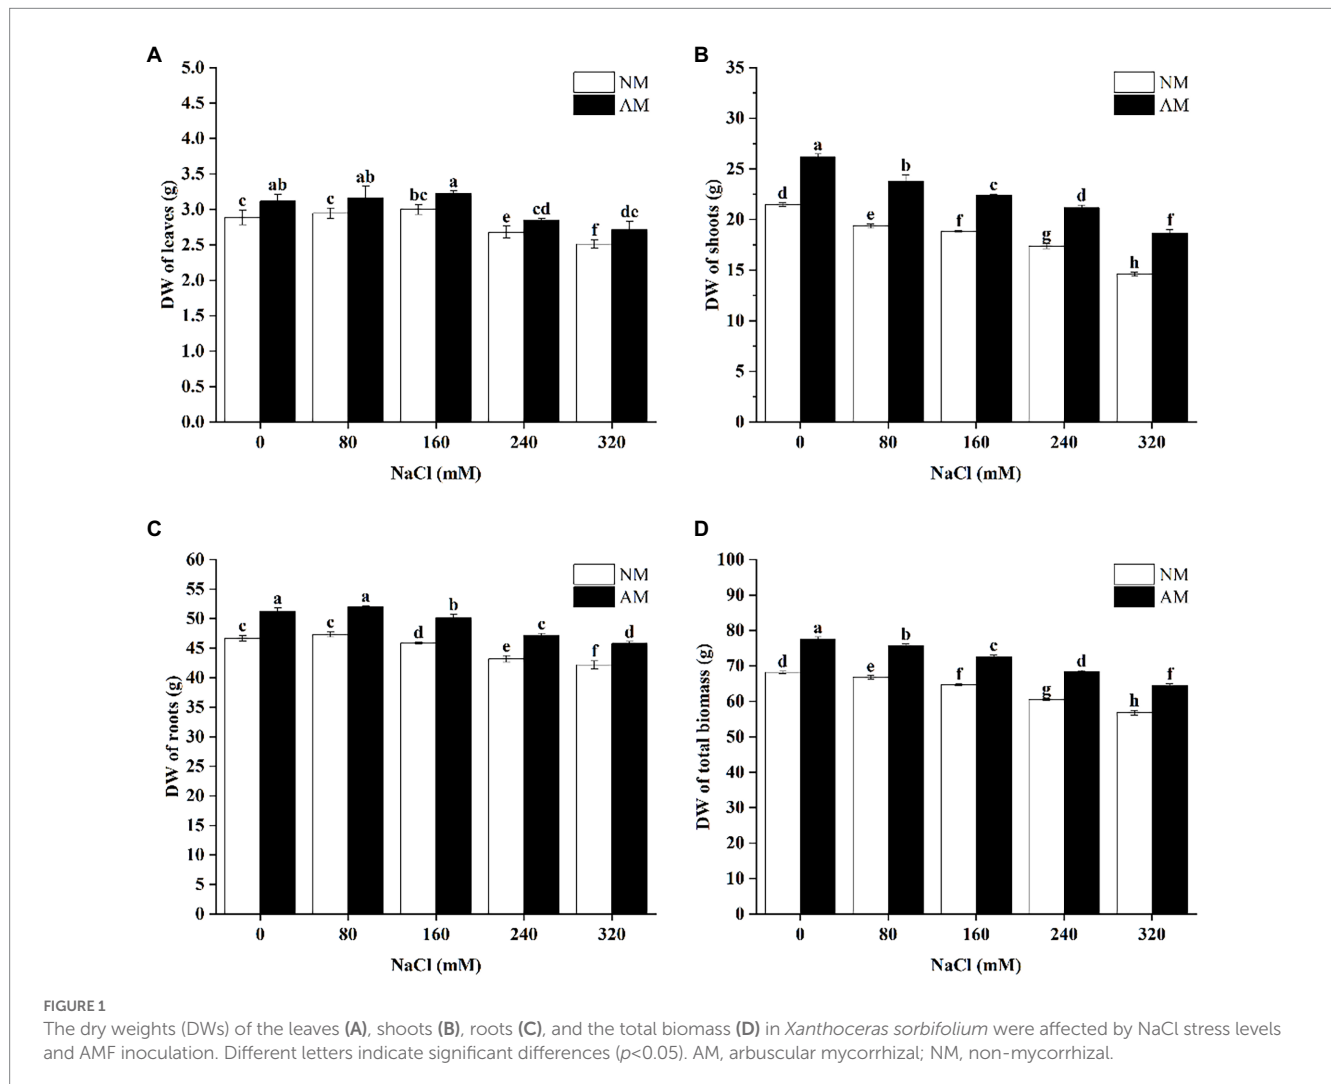 A
5.0
4.5
4.0
3.5
3.0
2.5
2.0
1.5
1.0
0.5
0.0
DW of leaves (g)
NM
AM
c ab c ab bc a e cd f dc
0 80 160 240 320
NaCl (mM)
B
35
30
25
20
15
10
5
0
DW of shoots (g)
NM
AM
d a e b f c g d h f
0 80 160 240 320
NaCl (mM)
C
60
55
50
45
40
35
30
25
20
15
10
5
0
DW of roots (g)
NM
AM
c a c a d b e c f d
0 80 160 240 320
NaCl (mM)
D
100
90
80
70
60
50
40
30
20
10
0
DW of total biomass (g)
NM
AM
d a e b f c g d h f
0 80 160 240 320
NaCl (mM)
FIGURE 1
The dry weights (DWs) of the leaves (A), shoots (B), roots (C), and the total biomass (D) in Xanthoceras sorbifolium were affected by NaCl stress levels
and AMF inoculation. Different letters indicate significant differences (p<0.05). AM, arbuscular mycorrhizal; NM, non-mycorrhizal.